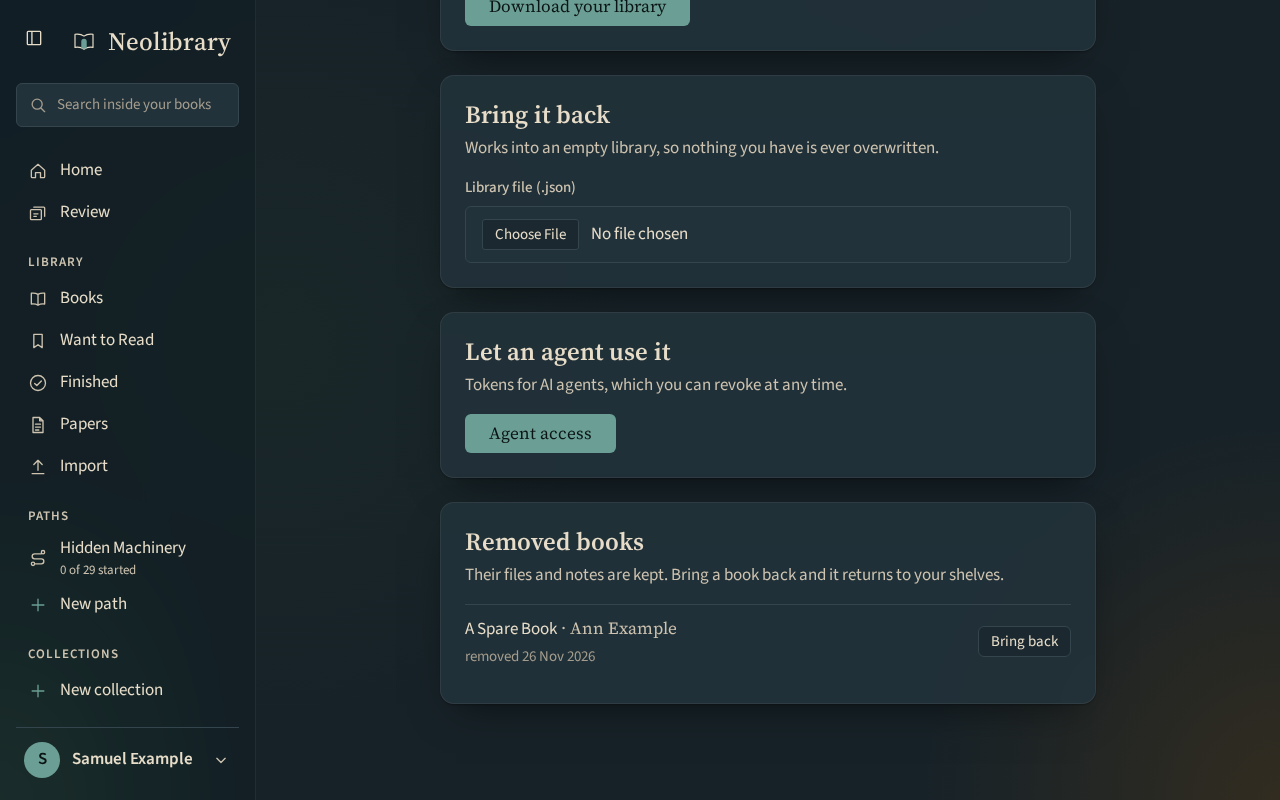 Neolibrary
Search inside your books
Home
Review
LIBRARY
Books
Want to Read
Finished
Papers
Import
PATHS
Hidden Machinery
0 of 29 started
New path
COLLECTIONS
New collection
S
Samuel Example
Download your library
Bring it back
Works into an empty library, so nothing you have is ever overwritten.
Library file (.json)
Choose File No file chosen
Let an agent use it
Tokens for AI agents, which you can revoke at any time.
Agent access
Removed books
Their files and notes are kept. Bring a book back and it returns to your shelves.
A Spare Book · Ann Example
removed 26 Nov 2026
Bring back